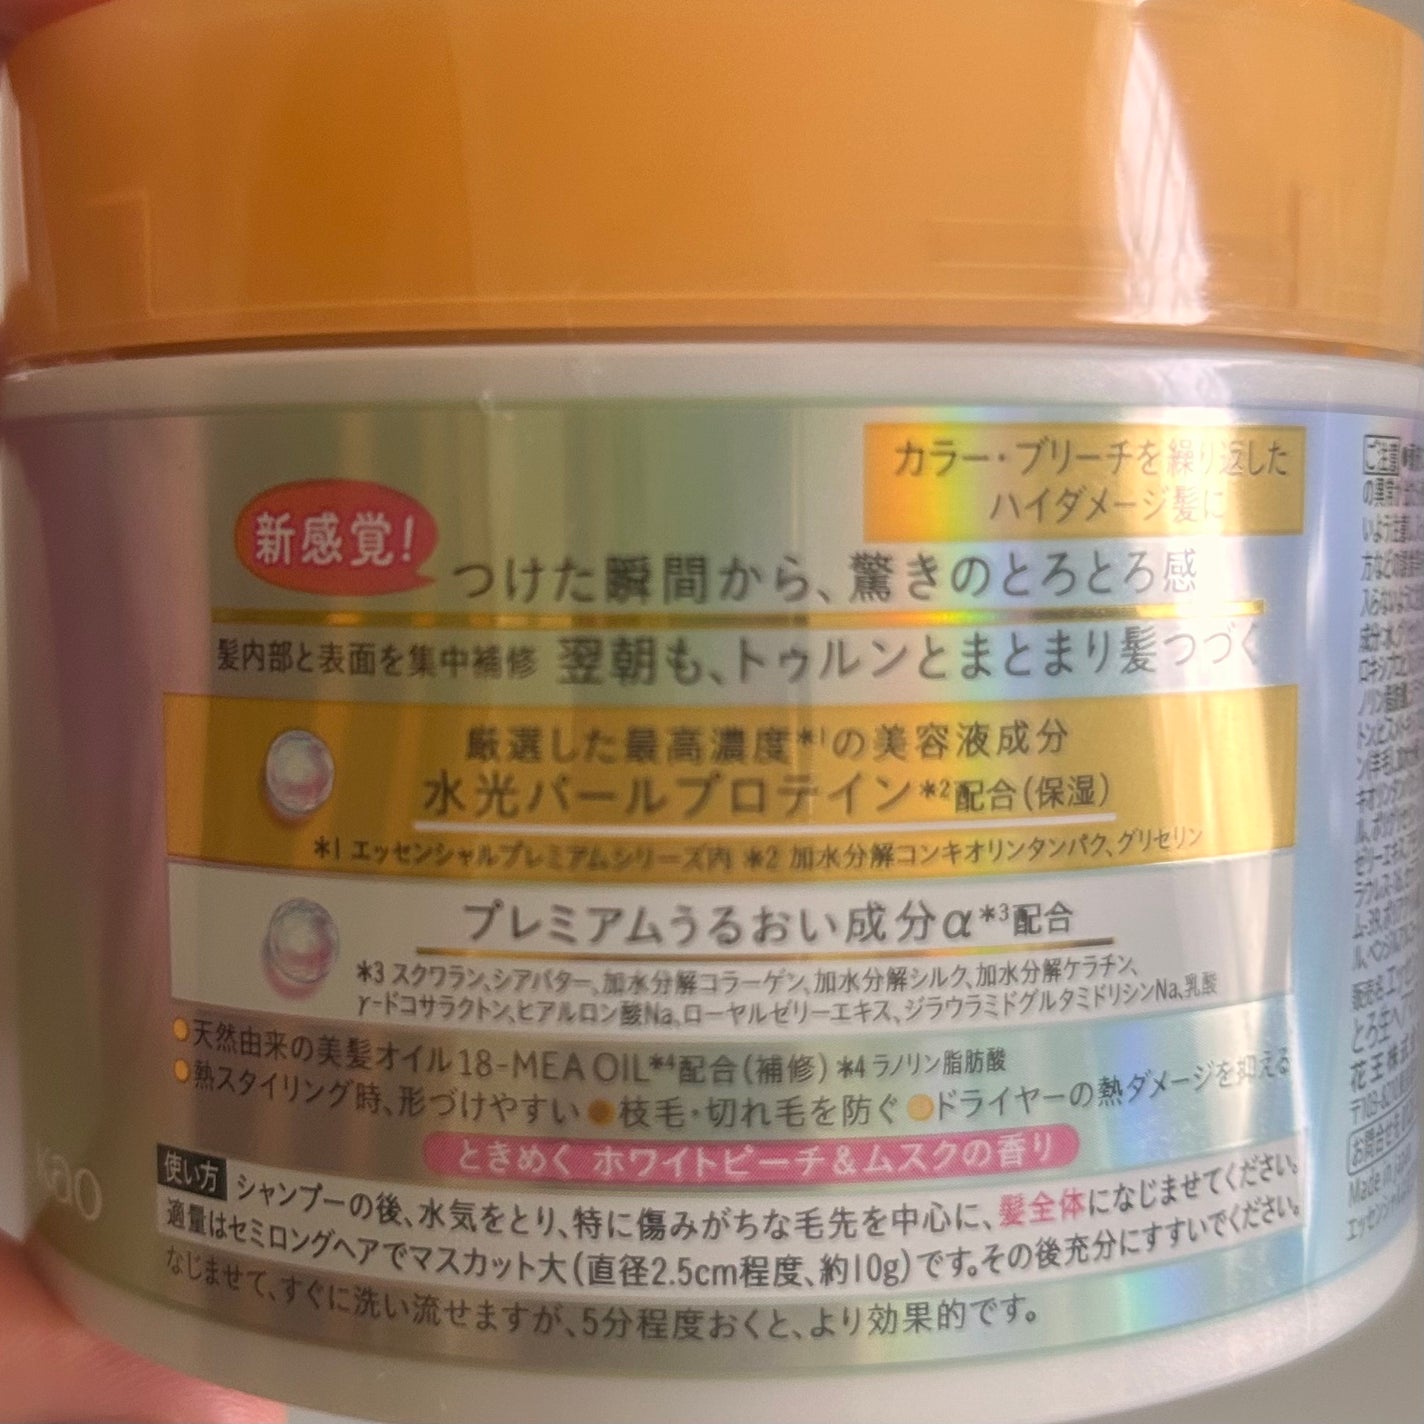 カラー・ブリーチを繰り返した
ハイダメージ髪に
新感覚!
つけた瞬間から、驚きのとろとろ感
髪内部と表面を集中補修 翌朝も、トゥルンとまとまり髪つづく
厳選した最高濃度*1の美容液成分
水光パールプロテイン*2配合(保湿)
*1 エッセンシャルプレミアムシリーズ内 *2 加水分解コンキオリンタンパク、グリセリン
プレミアムうるおい成分α*3配合
*3 スクワラン、シアバター、加水分解コラーゲン、加水分解シルク、加水分解ケラチン、
γ-ドコサラクトン、ヒアルロン酸Na、ローヤルゼリーエキス、ジラウラミドグルタミドリシンNa、乳酸
●天然由来の美髪オイル18-MEA OIL*4配合(補修) *4 ラノリン脂肪酸
●熱スタイリング時、形づけやすい ●枝毛・切れ毛を防ぐ ●ドライヤーの熱ダメージを抑える
ときめく ホワイトピーチ&ムスクの香り
使い方 シャンプーの後、水気をとり、特に傷みがちな毛先を中心に、髪全体になじませてください。
適量はセミロングヘアでマスカット大(直径2.5cm程度、約10g)です。その後充分にすすいでください。
なじませて、すぐに洗い流せますが、5分程度おくと、より効果的です。
Kao
ご注意
お問合せ
Made in